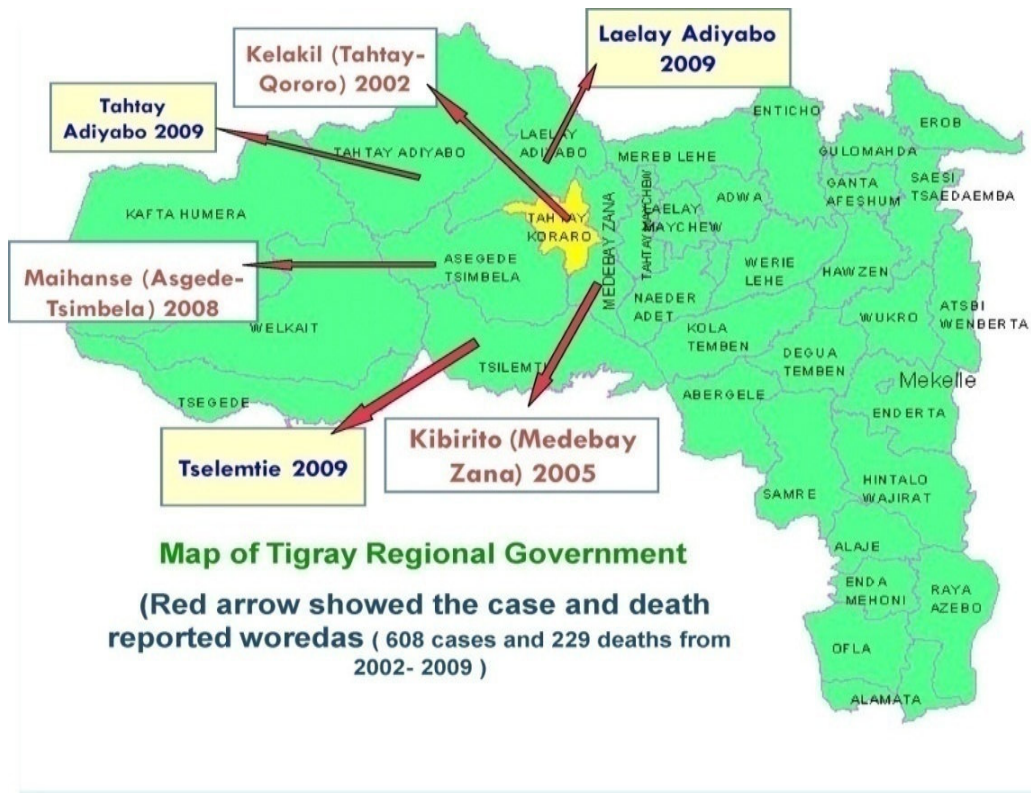 Laelay Adiyabo
2009
Kelakil (Tahtay-
Qororo) 2002
Tahtay
Adiyabo 2009
ENTICHO
EROB
LAELAY
ADIYABO
TAHTAY ADIYABO
MEREB LEHE
GULOMAHDA
SAESI
TSAEDAEMBA
GANTA
AFESHUM
ADWA
KAFTA HUMERA
TAHTAY
KORARO
MEDEBAY ZANA
TAHTAY MAYCHEW
LAELAY
MAYCHEW
ASEGEDE
TSIMBELA
WERIE
LEHE
HAWZEN
Maihanse (Asgede-
Tsimbela) 2008
NAEDER
ADET
ATSBI
WENBERTA
WUKRO
WELKAIT
KOLA
TEMBEN
DEGUA
TEMBEN
TSILEMTI
Mekelle
ABERGELE
TSEGEDE
ENDERTA
Kibirito (Medebay
Zana) 2005
Tselemtie 2009
HINTALO
WAJIRAT
SAMRE
Map of Tigray Regional Government
ALAJE
(Red arrow showed the case and death
reported woredas ( 608 cases and 229 deaths from
2002- 2009 )
ENDA
MEHONI
RAYA
AZEBO
OFLA
ALAMATA